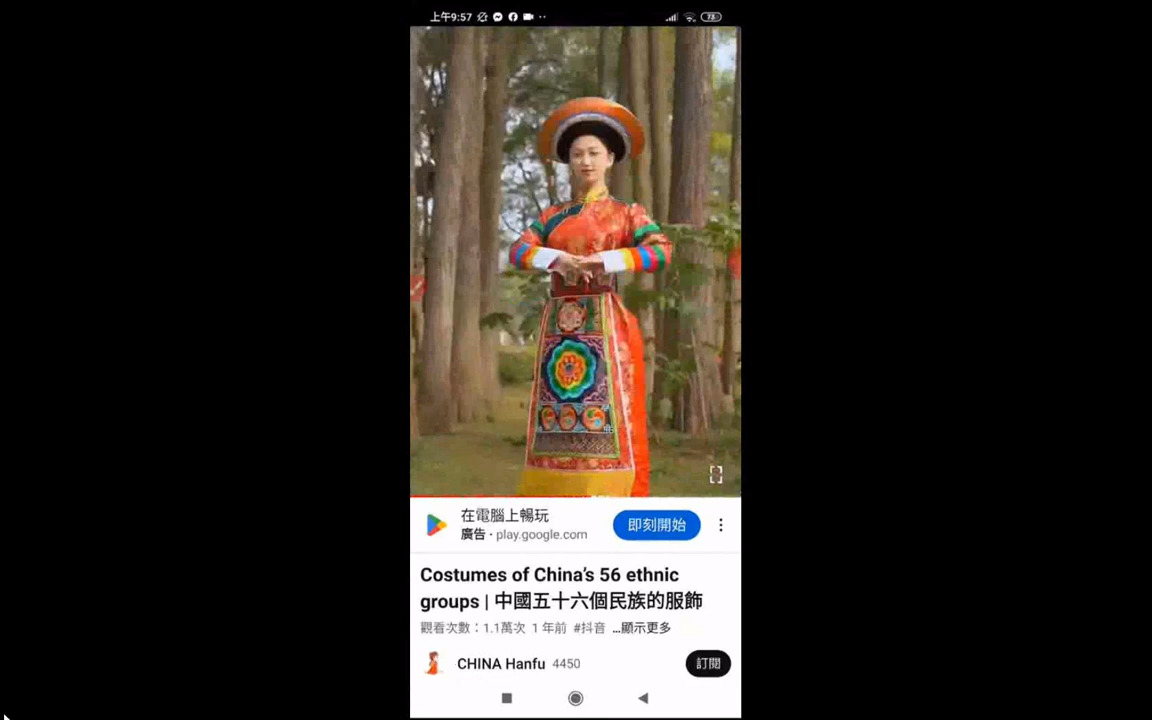 上午9:57
73
在電腦上暢玩
廣告 · play.google.com
即刻開始
Costumes of China's 56 ethnic
groups | 中國五十六個民族的服飾
觀看次數：1.1萬次 1 年前 #抖音 ...顯示更多
CHINA Hanfu 4450
訂閱